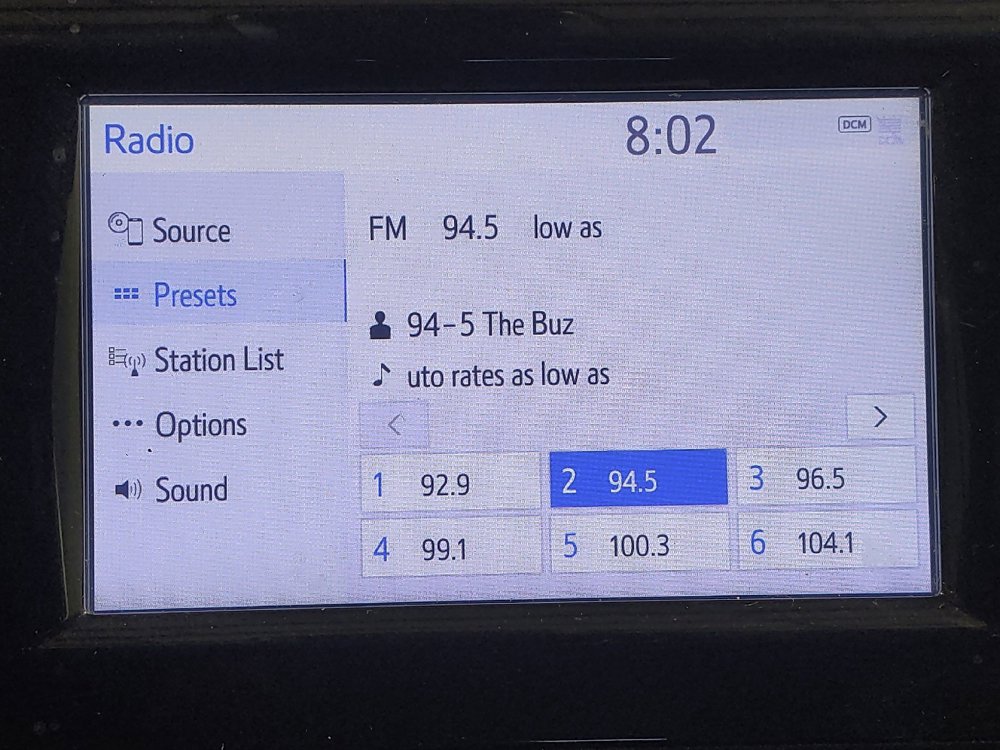 Radio 8:02 DCM
Source
FM 94.5 low as
Presets
94-5 The Buz
Station List
uto rates as low as
Options
< >
1 92.9 2 94.5 3 96.5
Sound
4 99.1 5 100.3 6 104.1